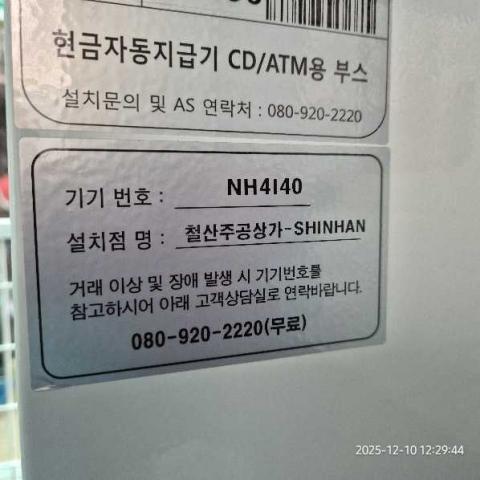 현금자동지급기 CD/ATM용 부스
설치문의 및 AS 연락처 : 080-920-2220
기기 번호 : NH4I40
설치점 명 : 철산주공상가-SHINHAN
거래 이상 및 장애 발생 시 기기번호를
참고하시어 아래 고객상담실로 연락바랍니다.
080-920-2220(무료)
2025-12-10 12:29:44